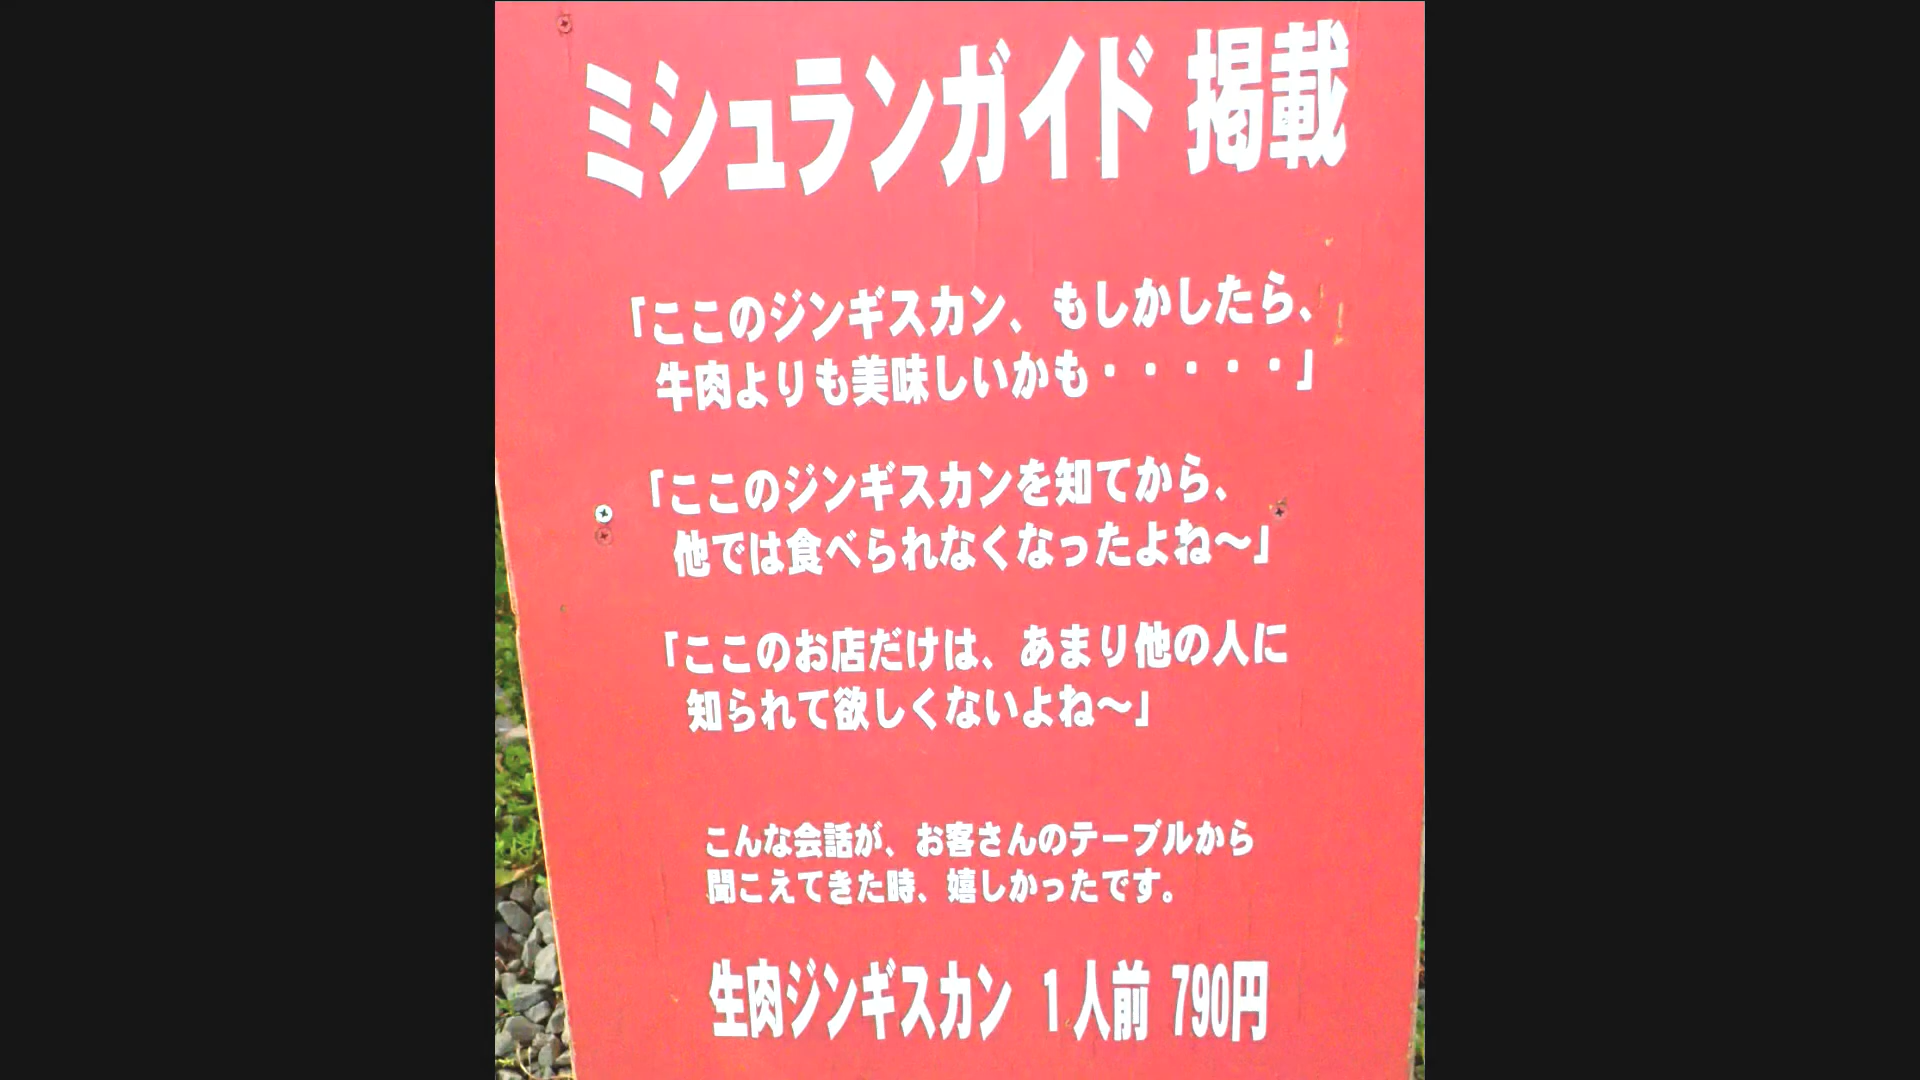 ミシュランガイド 掲載
「ここのジンギスカン、もしかしたら、
牛肉よりも美味しいかも・・・・・」
「ここのジンギスカンを知てから、
他では食べられなくなったよね～」
「ここのお店だけは、あまり他の人に
知られて欲しくないよね～」
こんな会話が、お客さんのテーブルから
聞こえてきた時、嬉しかったです。
生肉ジンギスカン 1人前 790円